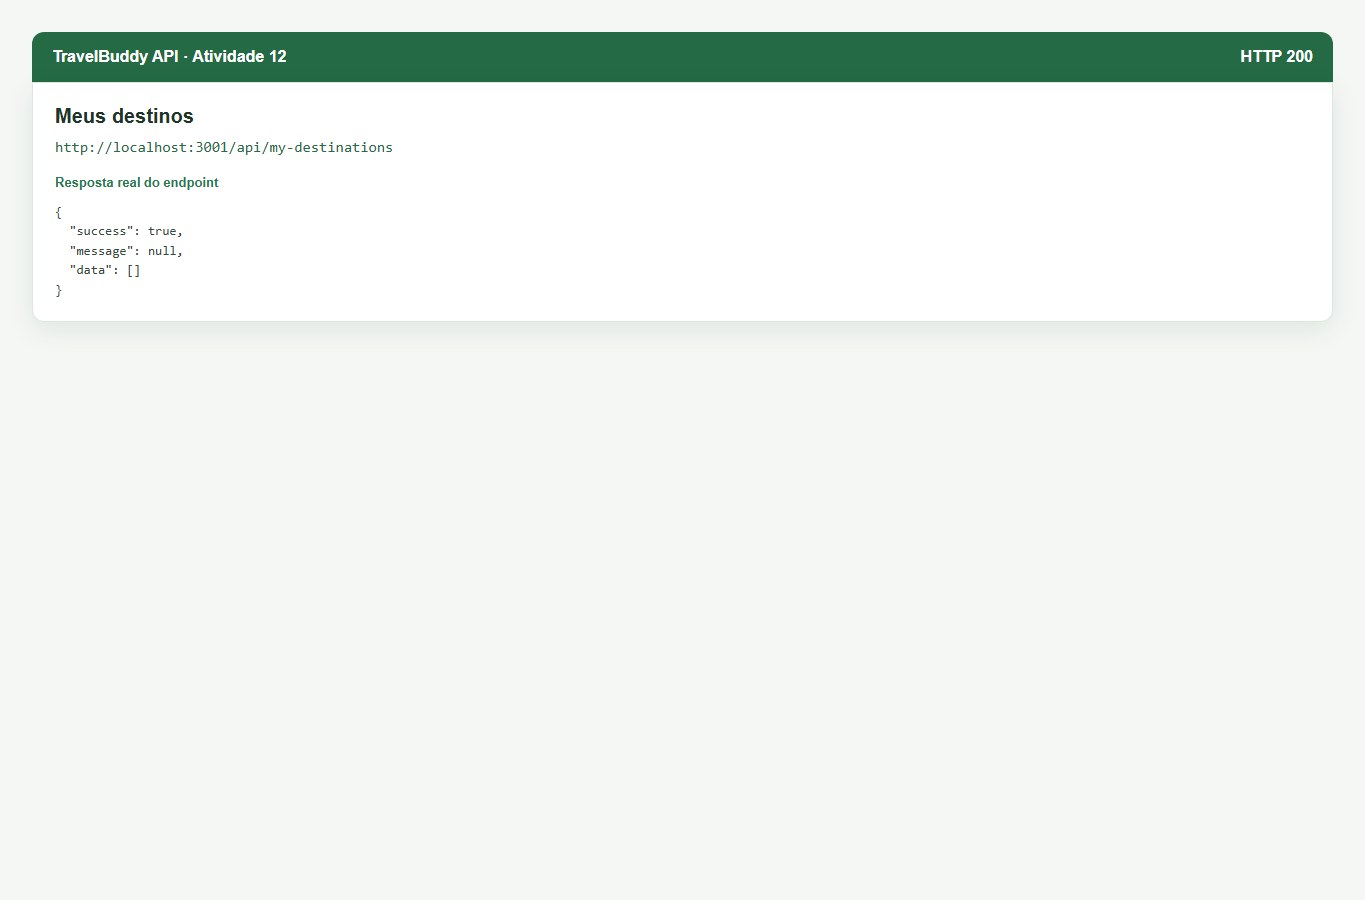 TravelBuddy API · Atividade 12
HTTP 200
Meus destinos
http://localhost:3001/api/my-destinations
Resposta real do endpoint
{
  "success": true,
  "message": null,
  "data": []
}